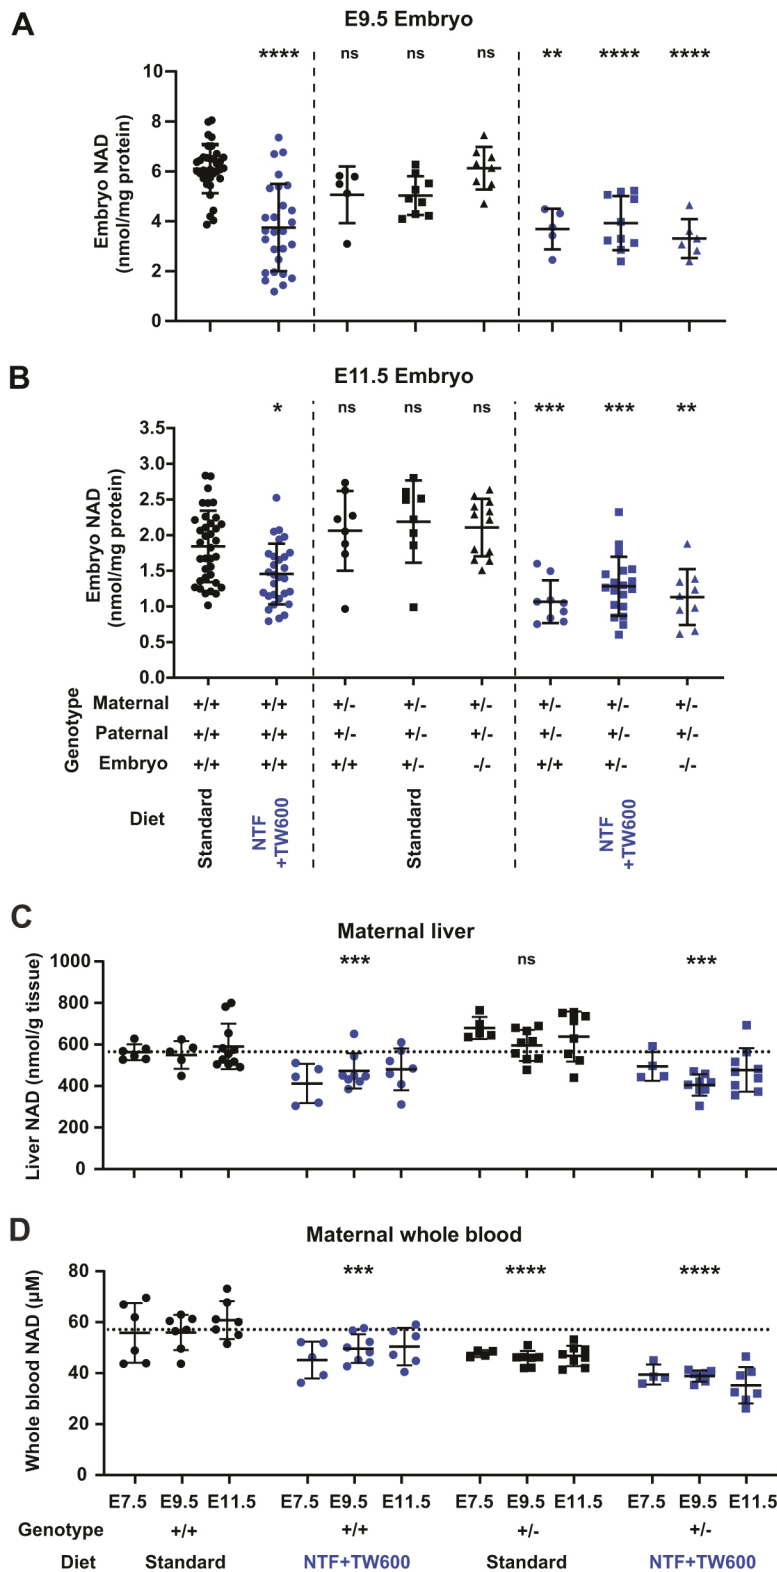 A
E9.5 Embryo
**** ns ns ns ** **** ****
Embryo NAD
(nmol/mg protein)
10
8
6
4
2
0
B
E11.5 Embryo
* ns ns ns *** *** **
Embryo NAD
(nmol/mg protein)
3.5
3.0
2.5
2.0
1.5
1.0
0.5
0.0
Genotype
Maternal +/+ +/+ +/- +/- +/- +/- +/- +/-
Paternal +/+ +/+ +/- +/- +/- +/- +/- +/-
Embryo +/+ +/+ +/+ +/- -/- +/+ +/- -/-
Diet
Standard
NTF
+TW600
Standard
NTF
+TW600
C
Maternal liver
*** ns ***
Liver NAD (nmol/g tissue)
1000
800
600
400
200
0
D
Maternal whole blood
*** **** ****
Whole blood NAD (µM)
80
60
40
20
0
E7.5 E9.5 E11.5 E7.5 E9.5 E11.5 E7.5 E9.5 E11.5 E7.5 E9.5 E11.5
Genotype +/+ +/+ +/- +/-
Diet Standard NTF+TW600 Standard NTF+TW600